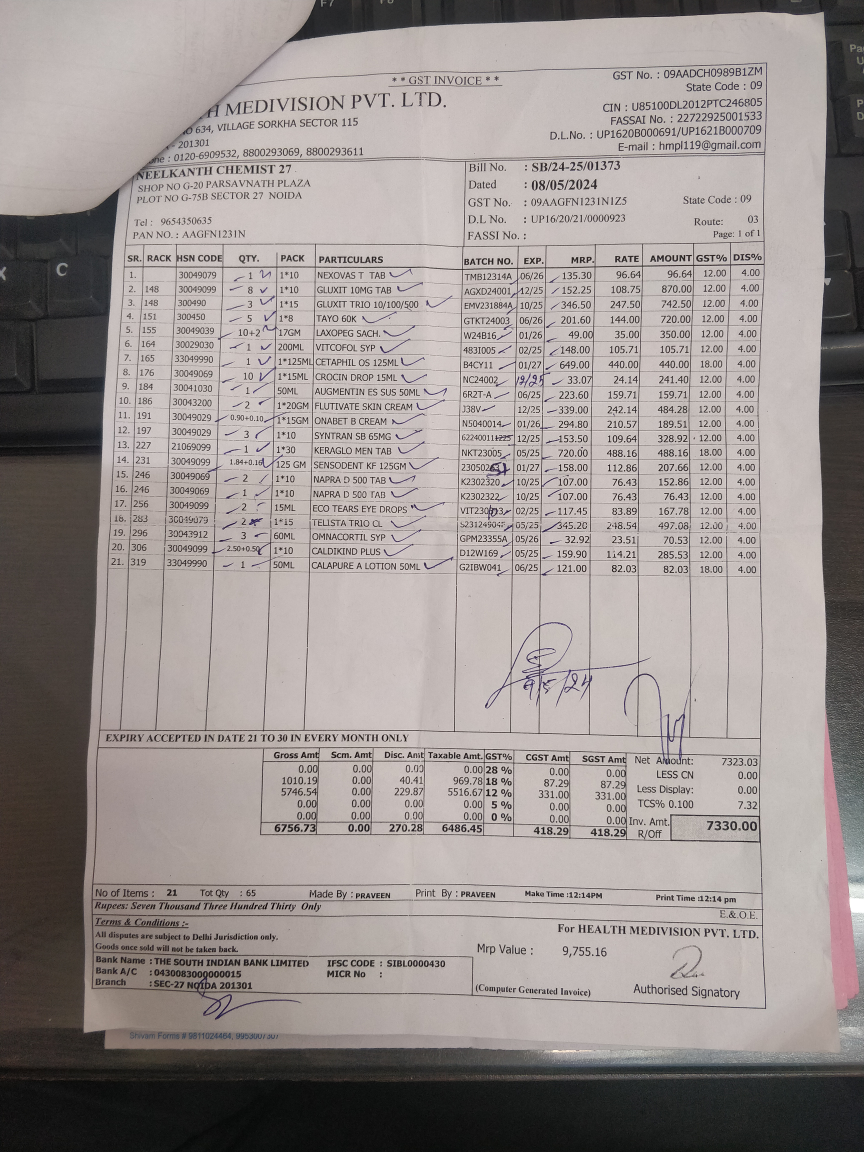 * * GST INVOICE * *
GST No. : 09AADCH0989B1ZM
State Code : 09
MEDIVISION PVT. LTD.
CIN : U85100DL2012PTC246805
634, VILLAGE SORKHA SECTOR 115
FASSAI No. : 22722925001533
- 201301
D.L.No. : UP1620B000691/UP1621B000709
: 0120-6909532, 8800293069, 8800293611
E-mail : hmpl119@gmail.com
NEELKANTH CHEMIST 27
SHOP NO G-20 PARSAVNATH PLAZA
PLOT NO G-75B SECTOR 27 NOIDA
Tel : 9654350635
PAN NO. : AAGFN1231N
Bill No. : SB/24-25/01373
Dated : 08/05/2024
GST No. : 09AAGFN1231N1Z5 State Code : 09
D.L No. : UP16/20/21/0000923
Route: 03
FASSI No. : Page: 1 of 1
SR. RACK HSN CODE QTY. PACK PARTICULARS BATCH NO. EXP. MRP. RATE AMOUNT GST% DIS%
1. 30049079 1 1*10 NEXOVAS T TAB TMB12314A 06/26 135.30 96.64 96.64 12.00 4.00
2. 148 30049099 8 1*10 GLUXIT 10MG TAB AGXD24001 12/25 152.25 108.75 870.00 12.00 4.00
3. 148 300490 3 1*15 GLUXIT TRIO 10/100/500 EMV231884A 10/25 346.50 247.50 742.50 12.00 4.00
4. 151 300450 5 1*8 TAYO 60K GTKT24003 06/26 201.60 144.00 720.00 12.00 4.00
5. 155 30049039 10+2 17GM LAXOPEG SACH. W24B16 01/26 49.00 35.00 350.00 12.00 4.00
6. 164 30029030 1 200ML VITCOFOL SYP 483I005 02/25 148.00 105.71 105.71 12.00 4.00
7. 165 33049990 1 1*125ML CETAPHIL OS 125ML B4CY11 01/27 649.00 440.00 440.00 18.00 4.00
8. 176 30049069 10 1*15ML CROCIN DROP 15ML NC24002 12/25 33.07 24.14 241.40 12.00 4.00
9. 184 30041030 1 50ML AUGMENTIN ES SUS 50ML 6R2T-A 06/25 223.60 159.71 159.71 12.00 4.00
10. 186 30043200 2 1*20GM FLUTIVATE SKIN CREAM J38V 12/25 339.00 242.14 484.28 12.00 4.00
11. 191 30049029 0.90+0.10 1*15GM ONABET B CREAM N5040014 01/26 294.80 210.57 189.51 12.00 4.00
12. 197 30049029 3 1*10 SYNTRAN SB 65MG 12/25 153.50 109.64 328.92 12.00 4.00
13. 227 21069099 1 1*30 KERAGLO MEN TAB NKT23005 05/25 720.00 488.16 488.16 18.00 4.00
14. 231 30049099 1.84+0.16 125 GM SENSODENT KF 125GM 01/27 158.00 112.86 207.66 12.00 4.00
15. 246 30049069 2 1*10 NAPRA D 500 TAB K2302320 10/25 107.00 76.43 152.86 12.00 4.00
16. 246 30049069 1 1*10 NAPRA D 500 TAB K2302322 10/25 107.00 76.43 76.43 12.00 4.00
17. 256 30049099 2 15ML ECO TEARS EYE DROPS 02/25 117.45 83.89 167.78 12.00 4.00
18. 283 30049079 2 1*15 TELISTA TRIO CL 05/25 345.20 248.54 497.08 12.00 4.00
19. 296 30043912 3 60ML OMNACORTIL SYP GPM23355A 05/26 32.92 23.51 70.53 12.00 4.00
20. 306 30049099 2.50+0.50 1*10 CALDIKIND PLUS D12W169 05/25 159.90 114.21 285.53 12.00 4.00
21. 319 33049990 1 50ML CALAPURE A LOTION 50ML G2IBW041 06/25 121.00 82.03 82.03 18.00 4.00
9/5/24
EXPIRY ACCEPTED IN DATE 21 TO 30 IN EVERY MONTH ONLY
Gross Amt Scm. Amt Disc. Amt Taxable Amt. GST% CGST Amt SGST Amt
0.00 0.00 0.00 0.00 28 % 0.00 0.00
1010.19 0.00 40.41 969.78 18 % 87.29 87.29
5746.54 0.00 229.87 5516.67 12 % 331.00 331.00
0.00 0.00 0.00 0.00 5 % 0.00 0.00
0.00 0.00 0.00 0.00 0 % 0.00 0.00
6756.73 0.00 270.28 6486.45 418.29 418.29
Net Amount: 7323.03
LESS CN 0.00
Less Display: 0.00
TCS% 0.100 7.32
Inv. Amt. 7330.00
R/Off
No of Items : 21 Tot Qty : 65 Made By : PRAVEEN Print By : PRAVEEN Make Time :12:14PM Print Time :12:14 pm
Rupees: Seven Thousand Three Hundred Thirty Only
E.&.O.E.
Terms & Conditions :-
All disputes are subject to Delhi Jurisdiction only.
Goods once sold will not be taken back.
For HEALTH MEDIVISION PVT. LTD.
Mrp Value : 9,755.16
Bank Name : THE SOUTH INDIAN BANK LIMITED IFSC CODE : SIBL0000430
Bank A/C : 0430083000000015 MICR No :
Branch : SEC-27 NOIDA 201301
(Computer Generated Invoice)
Authorised Signatory
Shivam Forms # 9811024464, 9953007307